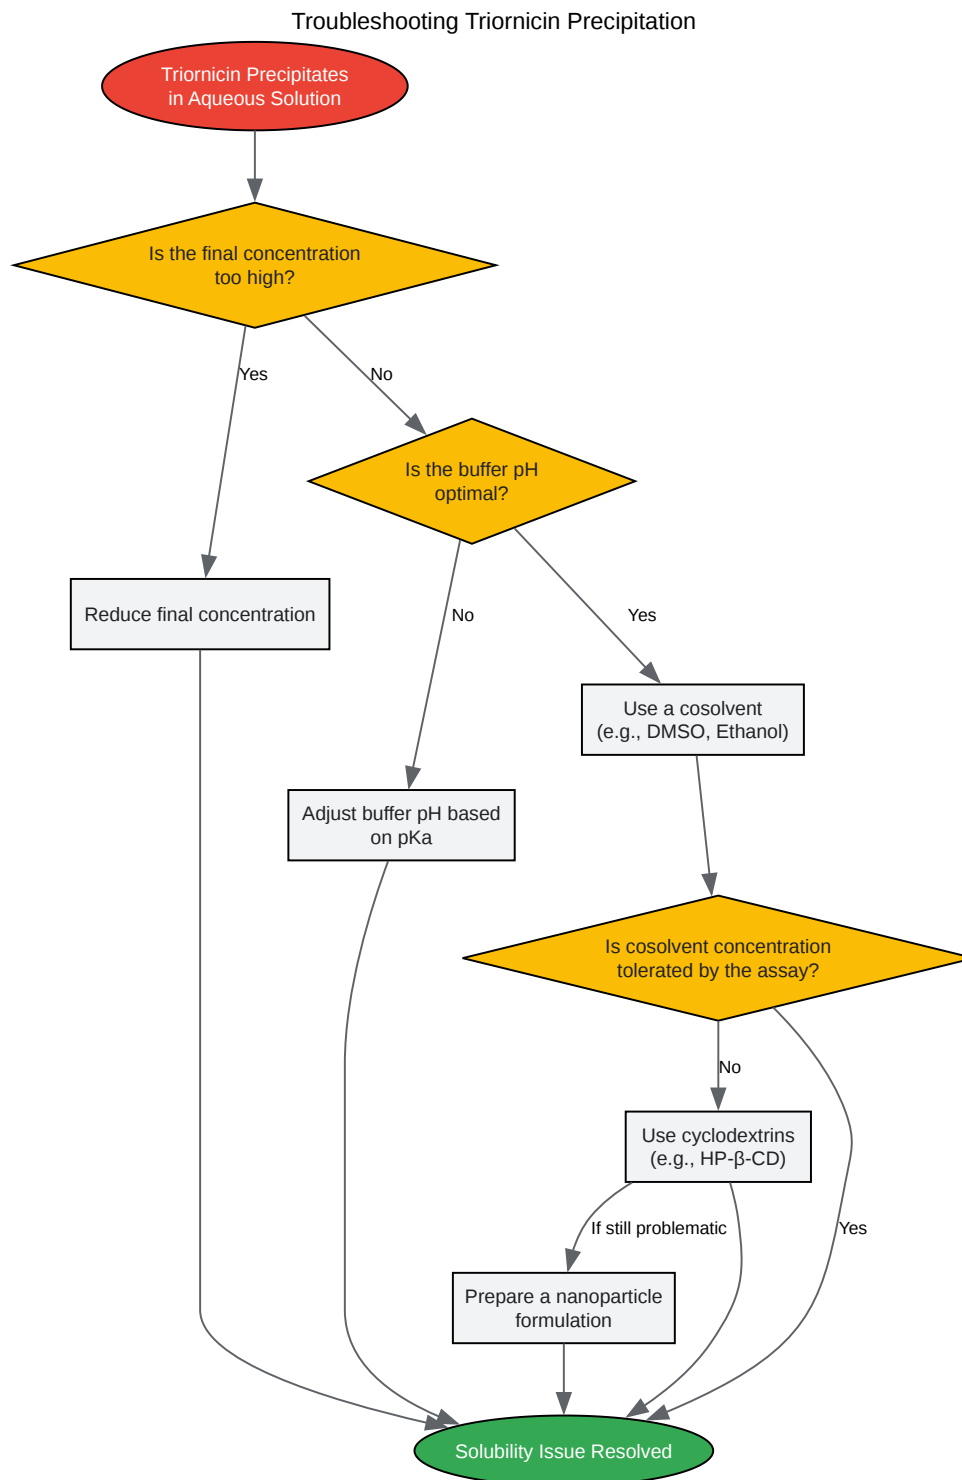 Troubleshooting Triornicin Precipitation
Triornicin Precipitates
in Aqueous Solution
Is the final concentration
too high?
Yes
No
Is the buffer pH
optimal?
Reduce final concentration
No
Yes
Use a cosolvent
(e.g., DMSO, Ethanol)
Adjust buffer pH based
on pKa
Is cosolvent concentration
tolerated by the assay?
No
Use cyclodextrins
(e.g., HP-β-CD)
If still problematic
Yes
Prepare a nanoparticle
formulation
Solubility Issue Resolved